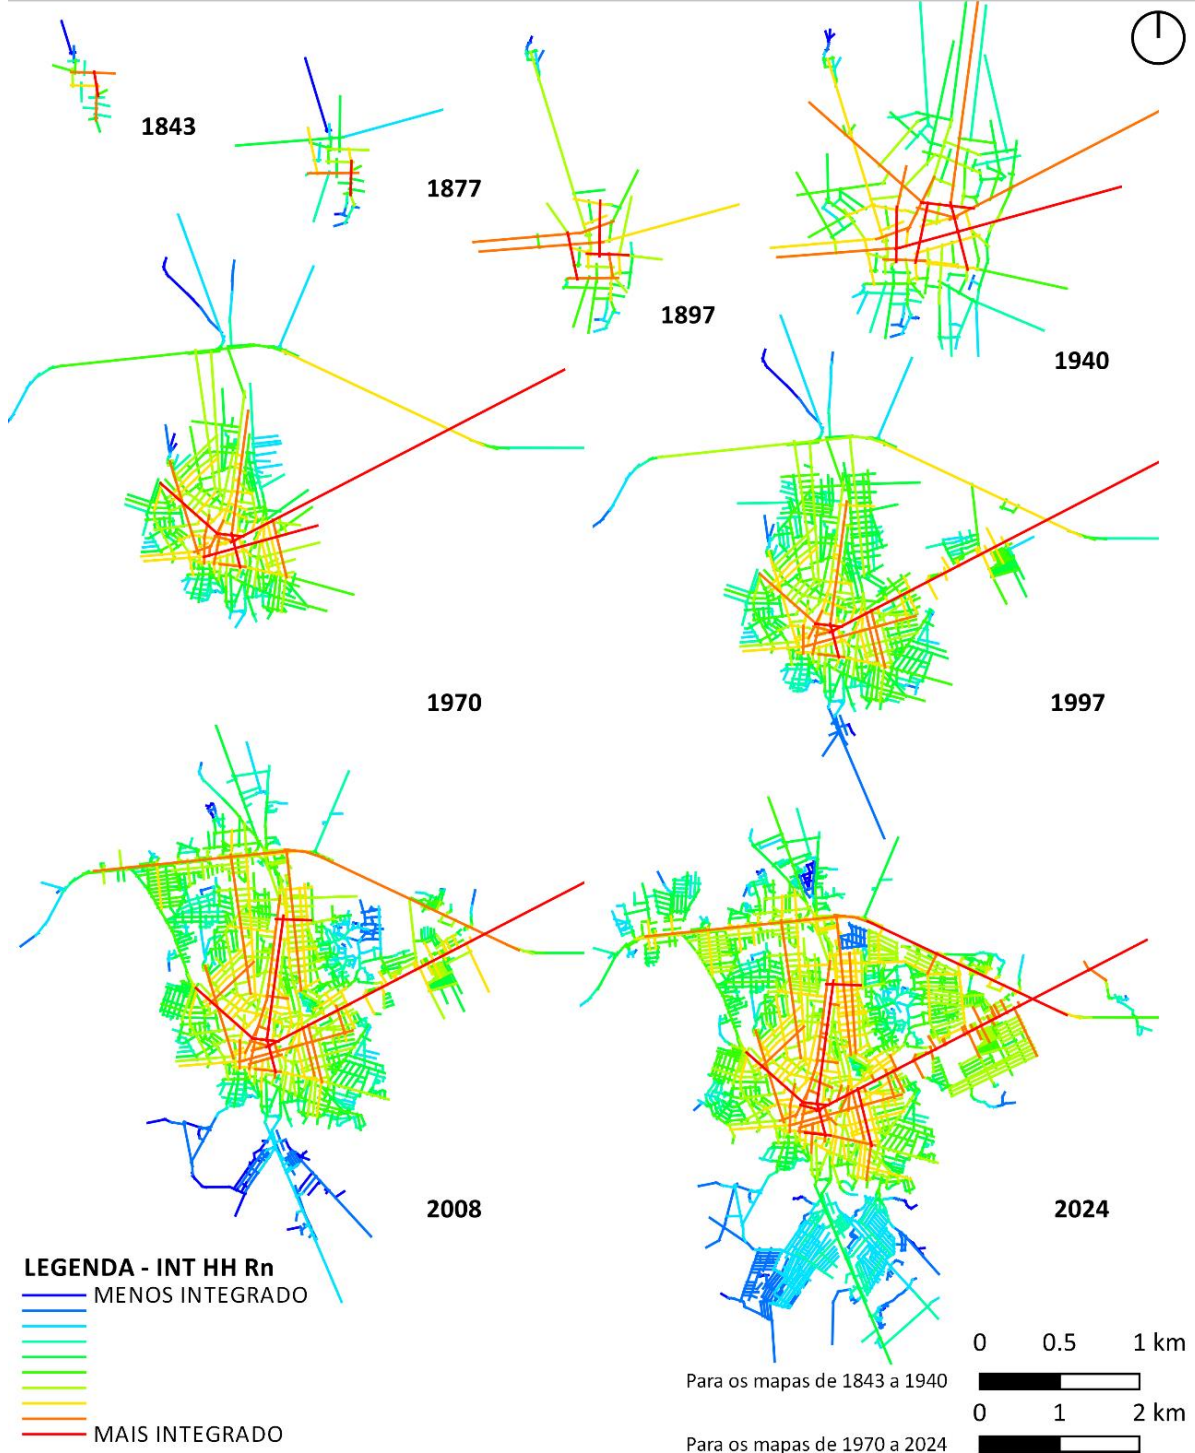 1843
1877
1897
1940
1970
1997
2008
2024
LEGENDA - INT HH Rn
MENOS INTEGRADO
MAIS INTEGRADO
0 0.5 1 km
Para os mapas de 1843 a 1940
0 1 2 km
Para os mapas de 1970 a 2024